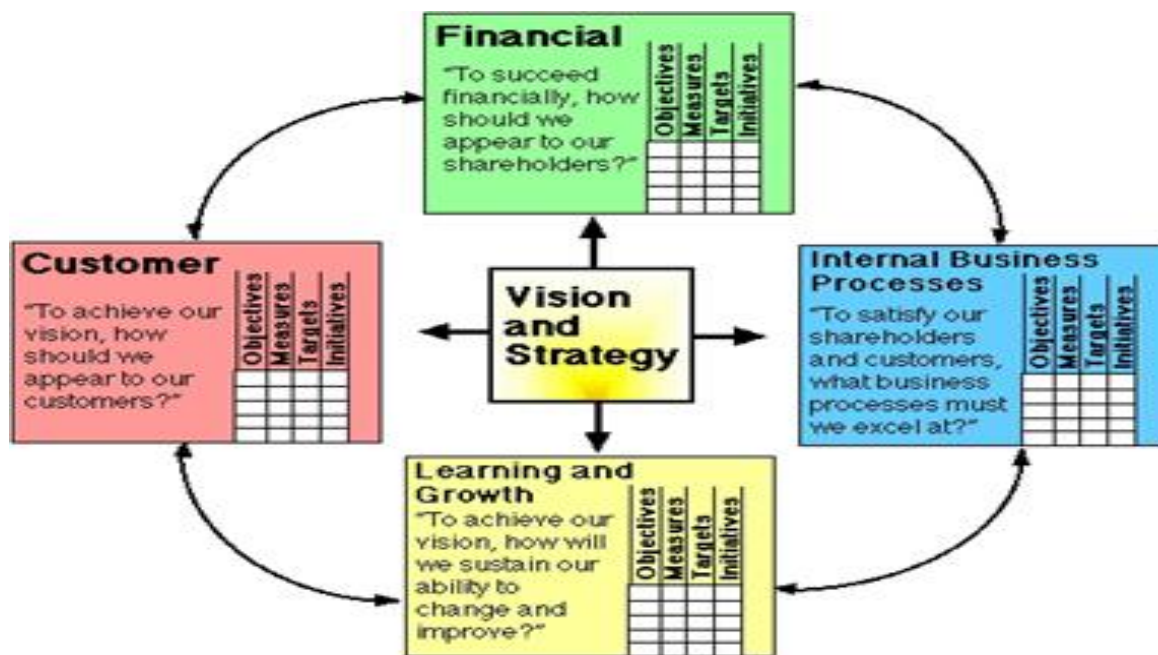 Financial
"To succeed
financially, how
should we
appear to our
shareholders?"
Objectives
Measures
Targets
Initiatives
Customer
"To achieve our
vision, how
should we
appear to our
customers?"
Objectives
Measures
Targets
Initiatives
Vision
and
Strategy
Internal Business
Processes
"To satisfy our
shareholders
and customers,
what business
processes must
we excel at?"
Objectives
Measures
Targets
Initiatives
Learning and
Growth
"To achieve our
vision, how will
we sustain our
ability to
change and
improve?"
Objectives
Measures
Targets
Initiatives